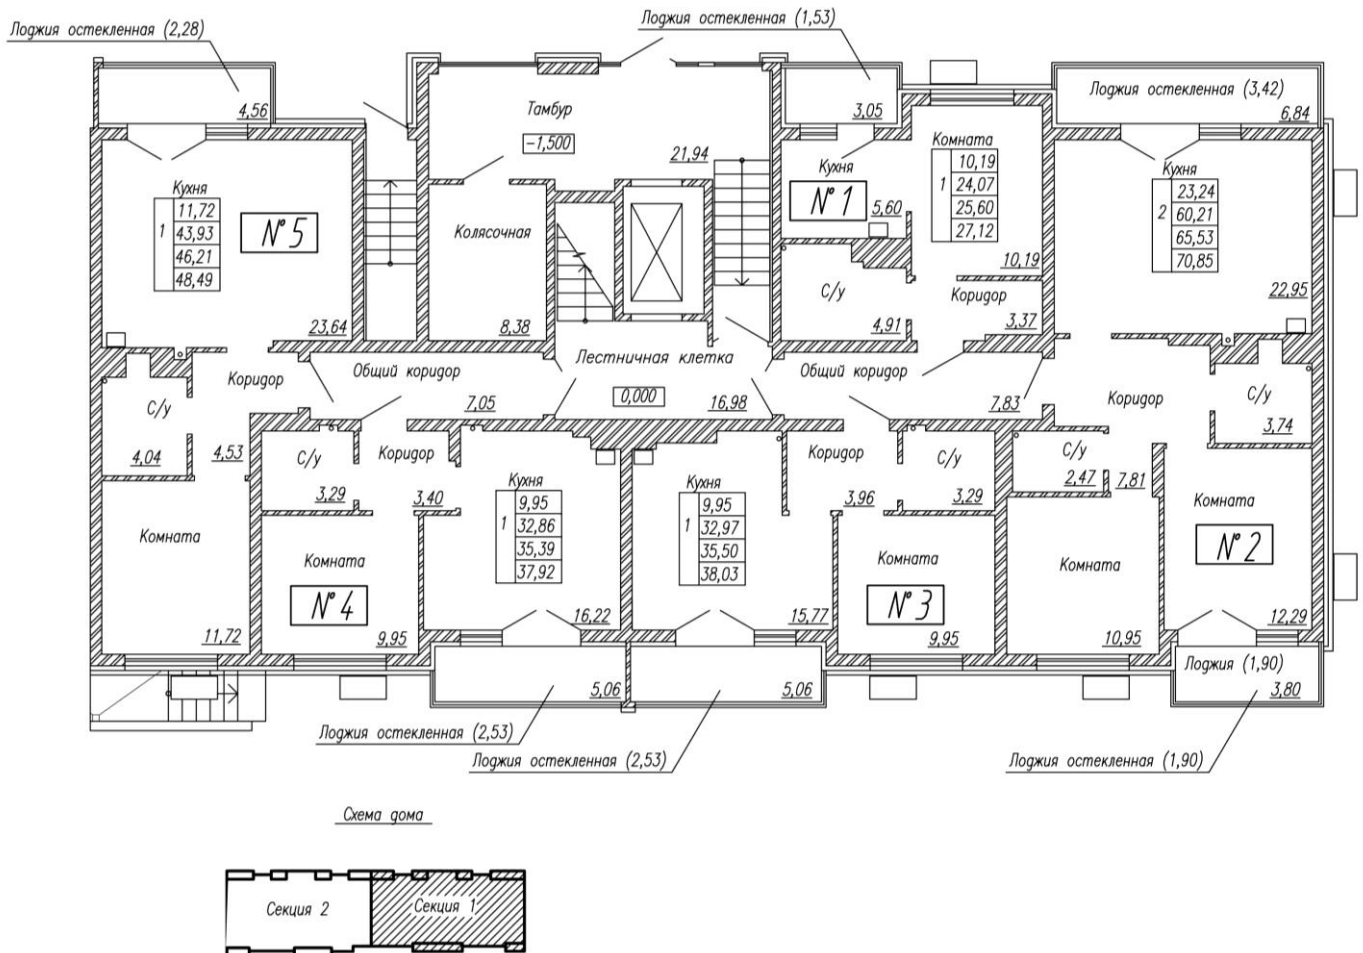 Лоджия остекленная (2,28)
Лоджия остекленная (1,53)
4,56
Тамбур
-1,500
21,94
3,05
Лоджия остекленная (3,42)
6,84
Кухня
1
11,72
43,93
46,21
48,49
N°5
23,64
Колясочная
8,38
Кухня
N°1
5,60
Комната
1
10,19
24,07
25,60
27,12
10,19
С/у
4,91
Коридор
3,37
Кухня
2
23,24
60,21
65,53
70,85
22,95
Лестничная клетка
0,000
16,98
Общий коридор
7,05
Общий коридор
7,83
Коридор
4,53
С/у
4,04
Комната
11,72
С/у
3,29
Коридор
3,40
Кухня
1
9,95
32,86
35,39
37,92
16,22
Комната
N°4
9,95
Кухня
1
9,95
32,97
35,50
38,03
15,77
Коридор
3,96
С/у
3,29
Комната
N°3
9,95
Коридор
7,81
С/у
3,74
С/у
2,47
Комната
10,95
Комната
N°2
12,29
Лоджия (1,90)
3,80
5,06
5,06
Лоджия остекленная (2,53)
Лоджия остекленная (2,53)
Лоджия остекленная (1,90)
Схема дома
Секция 2
Секция 1